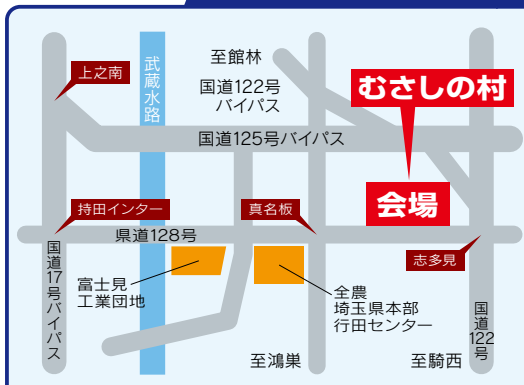 上之南
武蔵水路
至館林
国道122号
バイパス
国道125号バイパス
むさしの村
会場
持田インター
真名板
県道128号
志多見
国道17号バイパス
富士見
工業団地
全農
埼玉県本部
行田センター
国道122号
至鴻巣
至騎西